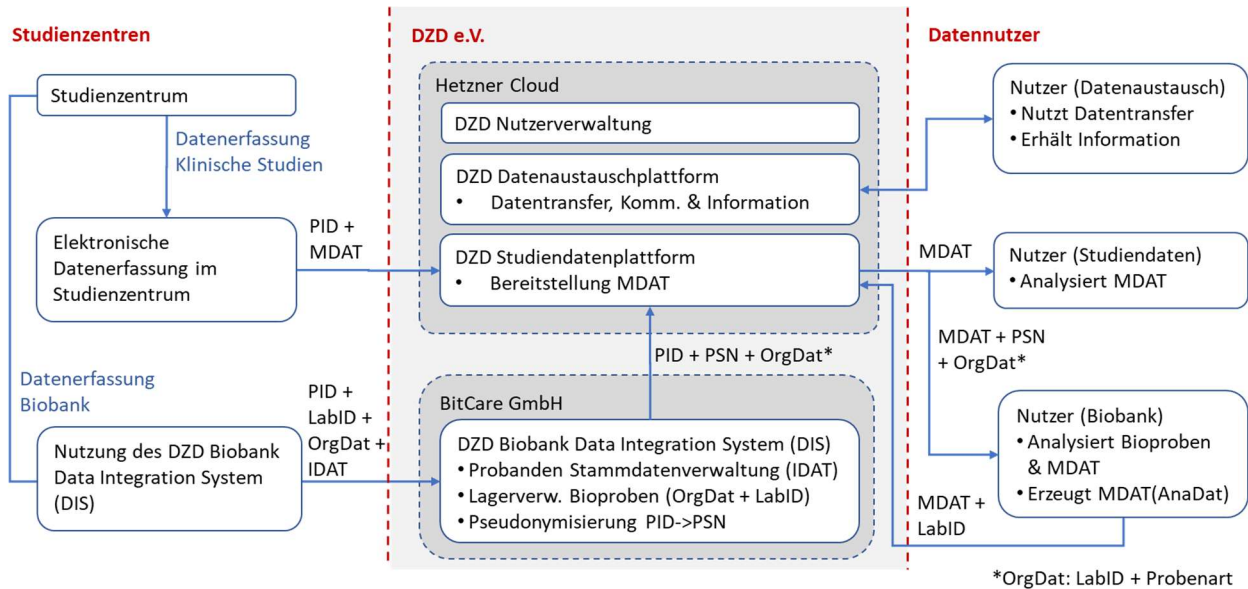 Studienzentren
DZD e.V.
Datennutzer
Studienzentrum
Datenerfassung
Klinische Studien
Elektronische
Datenerfassung im
Studienzentrum
PID +
MDAT
Datenerfassung
Biobank
Nutzung des DZD Biobank
Data Integration System
(DIS)
PID +
LabID +
OrgDat +
IDAT
Hetzner Cloud
DZD Nutzerverwaltung
DZD Datenaustauschplattform
• Datentransfer, Komm. & Information
DZD Studiendatenplattform
• Bereitstellung MDAT
PID + PSN + OrgDat*
BitCare GmbH
DZD Biobank Data Integration System (DIS)
• Probanden Stammdatenverwaltung (IDAT)
• Lagerverw. Bioproben (OrgDat + LabID)
• Pseudonymisierung PID->PSN
Nutzer (Datenaustausch)
• Nutzt Datentransfer
• Erhält Information
MDAT
Nutzer (Studiendaten)
• Analysiert MDAT
MDAT + PSN
+ OrgDat*
Nutzer (Biobank)
• Analysiert Bioproben
& MDAT
• Erzeugt MDAT(AnaDat)
MDAT +
LabID
*OrgDat: LabID + Probenart